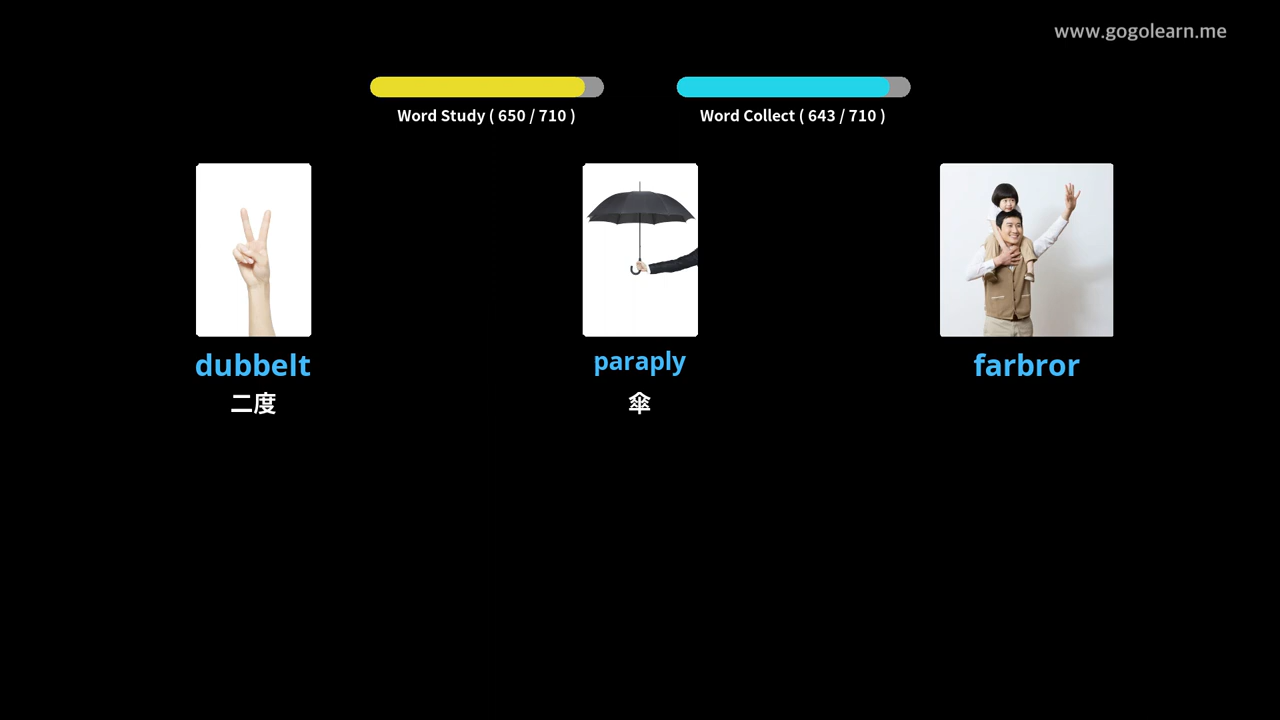 www.gogolearn.me
Word Study ( 650 / 710 )
Word Collect ( 643 / 710 )
dubbelt
paraply
farbror
二度
傘